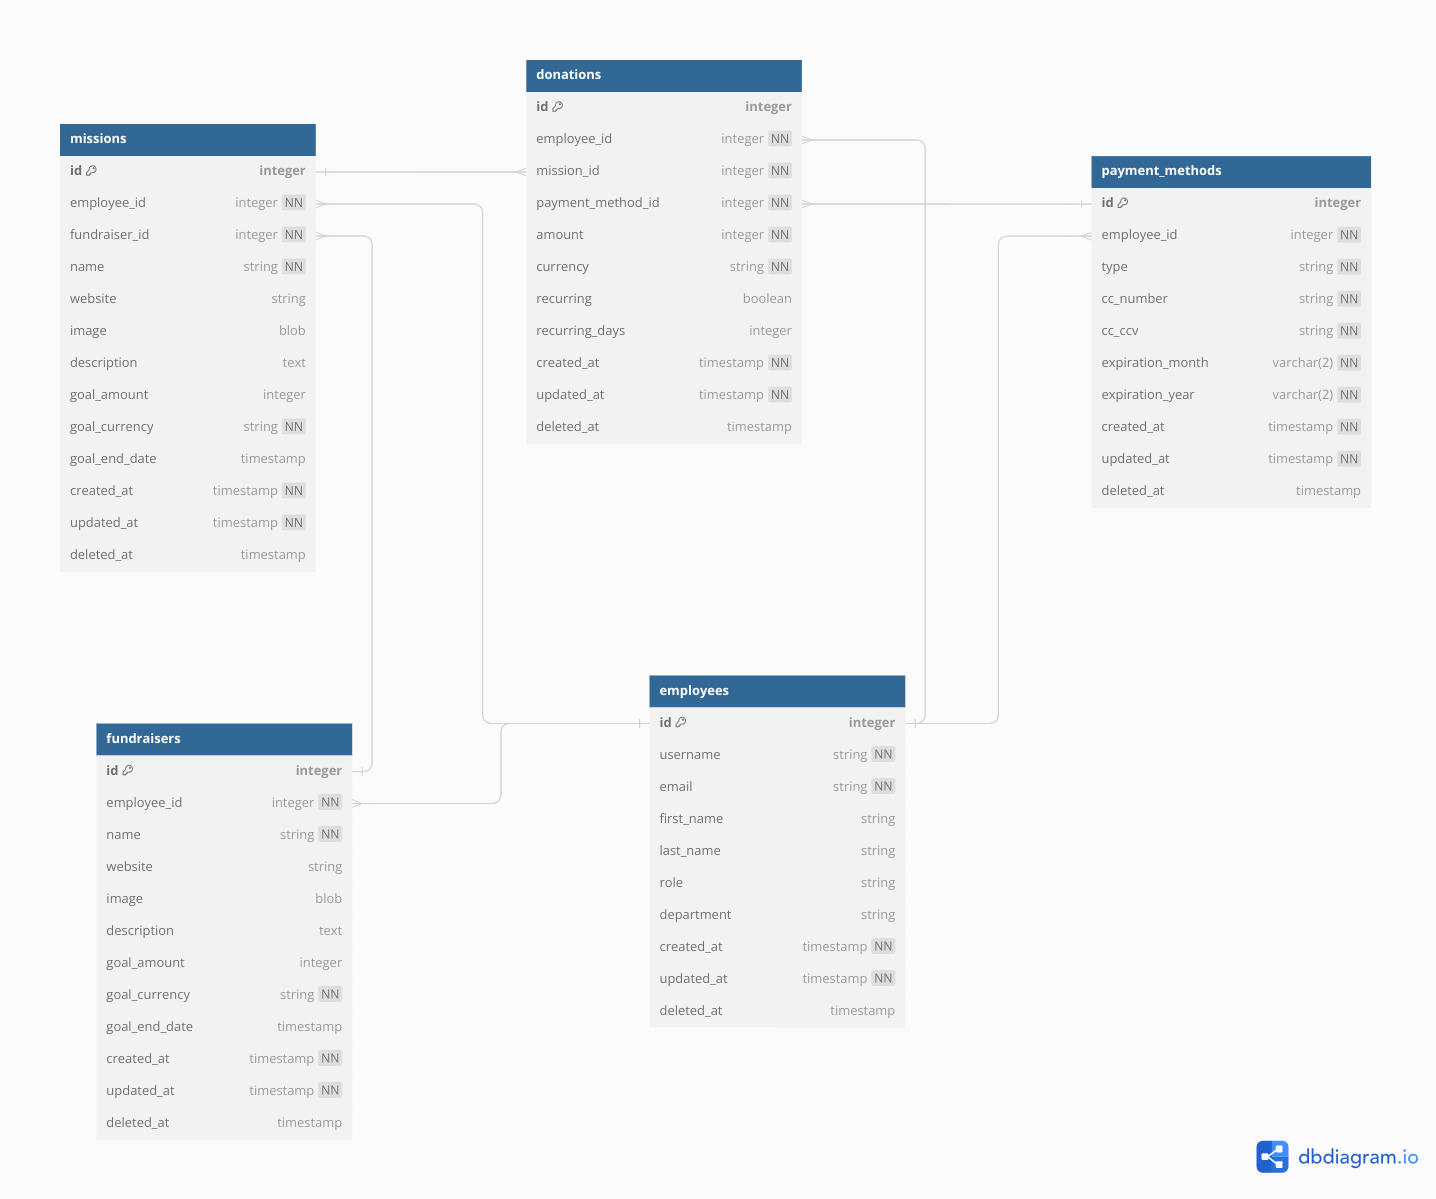 missions
id integer
employee_id integer NN
fundraiser_id integer NN
name string NN
website string
image blob
description text
goal_amount integer
goal_currency string NN
goal_end_date timestamp
created_at timestamp NN
updated_at timestamp NN
deleted_at timestamp
donations
id integer
employee_id integer NN
mission_id integer NN
payment_method_id integer NN
amount integer NN
currency string NN
recurring boolean
recurring_days integer
created_at timestamp NN
updated_at timestamp NN
deleted_at timestamp
payment_methods
id integer
employee_id integer NN
type string NN
cc_number string NN
cc_ccv string NN
expiration_month varchar(2) NN
expiration_year varchar(2) NN
created_at timestamp NN
updated_at timestamp NN
deleted_at timestamp
fundraisers
id integer
employee_id integer NN
name string NN
website string
image blob
description text
goal_amount integer
goal_currency string NN
goal_end_date timestamp
created_at timestamp NN
updated_at timestamp NN
deleted_at timestamp
employees
id integer
username string NN
email string NN
first_name string
last_name string
role string
department string
created_at timestamp NN
updated_at timestamp NN
deleted_at timestamp
dbdiagram.io